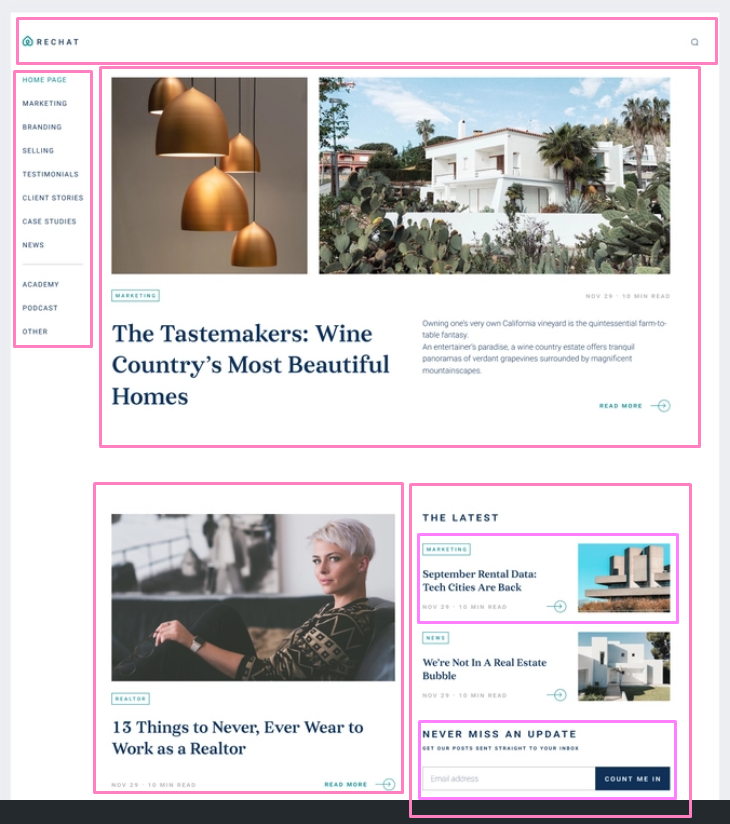 RECHAT
HOME PAGE
MARKETING
BRANDING
SELLING
TESTIMONIALS
CLIENT STORIES
CASE STUDIES
NEWS
ACADEMY
PODCAST
OTHER
MARKETING
NOV 29 · 10 MIN READ
The Tastemakers: Wine
Country’s Most Beautiful
Homes
Owning one's very own California vineyard is the quintessential farm-to-
table fantasy.
An entertainer's paradise, a wine country estate offers tranquil
panoramas of verdant grapevines surrounded by magnificent
mountainscapes.
READ MORE
REALTOR
13 Things to Never, Ever Wear to
Work as a Realtor
NOV 29 · 10 MIN READ
READ MORE
THE LATEST
MARKETING
September Rental Data:
Tech Cities Are Back
NOV 29 · 10 MIN READ
NEWS
We're Not In A Real Estate
Bubble
NOV 29 · 10 MIN READ
NEVER MISS AN UPDATE
GET OUR POSTS SENT STRAIGHT TO YOUR INBOX
Email address
COUNT ME IN